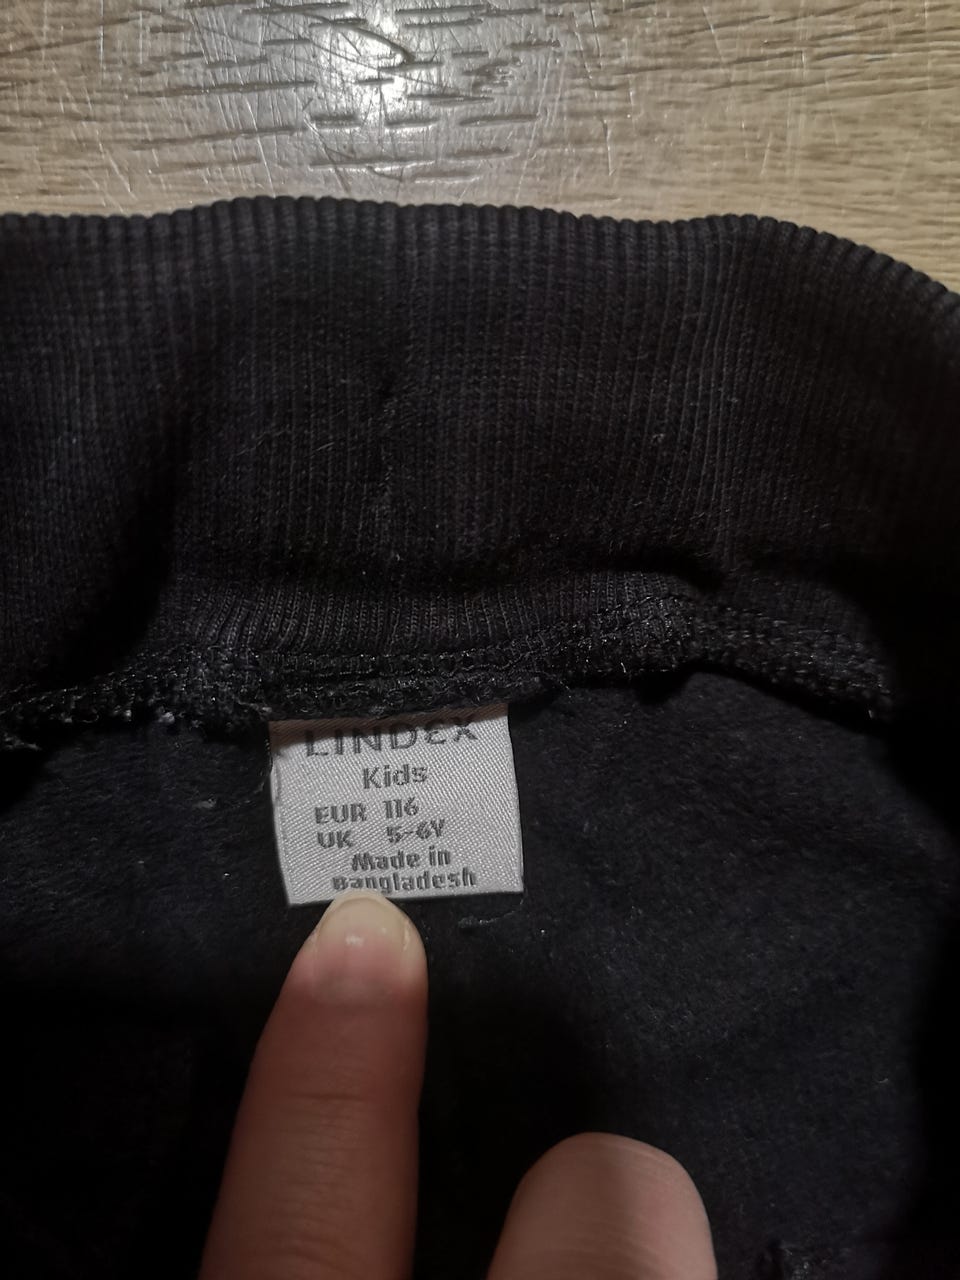 LINDEX
Kids
EUR 116
UK 5-6Y
Made in
Bangladesh